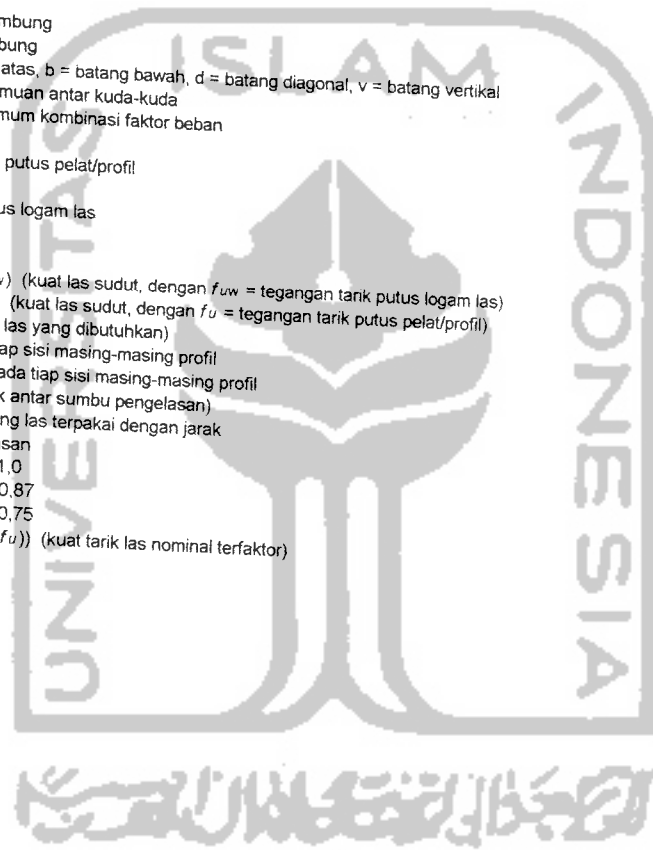 mbung
bung
atas, b = batang bawah, d = batang diagonal, v = batang vertikal
muan antar kuda-kuda
mum kombinasi faktor beban
putus pelat/profil
us logam las
) (kuat las sudut, dengan fuw = tegangan tarik putus logam las)
(kuat las sudut, dengan fu = tegangan tarik putus pelat/profil)
las yang dibutuhkan)
ap sisi masing-masing profil
ada tiap sisi masing-masing profil
k antar sumbu pengelasan)
ng las terpakai dengan jarak
san
1,0
0,87
0,75
fu)) (kuat tarik las nominal terfaktor)
ISLAM
UNIVERSITAS
INDONESIA